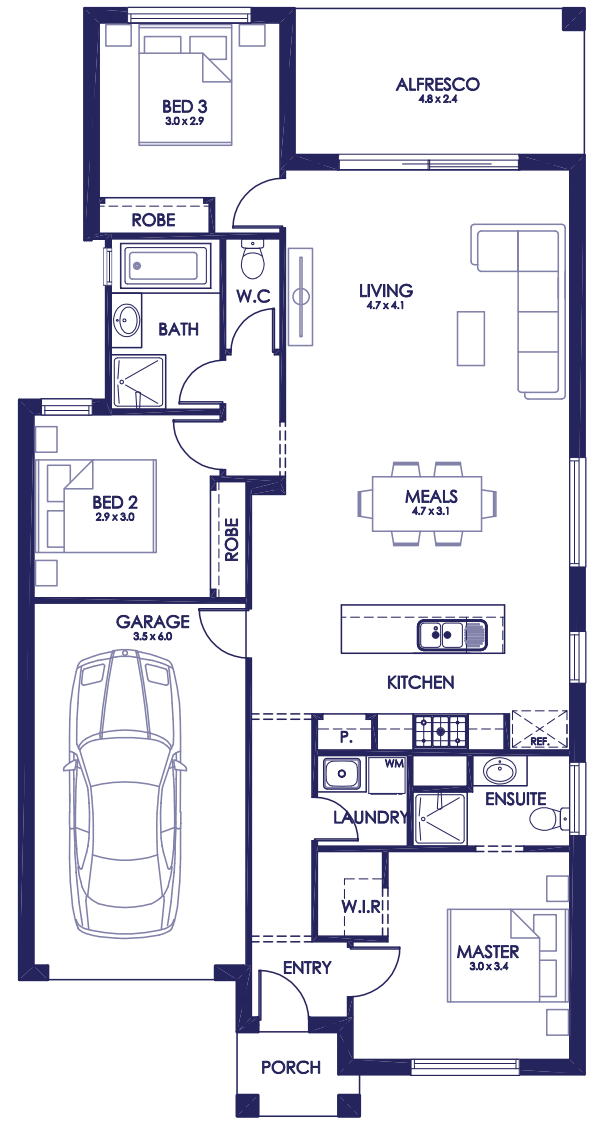 ALFRESCO
4.8 x 2.4
BED 3
3.0 x 2.9
ROBE
W.C
LIVING
4.7 x 4.1
BATH
MEALS
4.7 x 3.1
BED 2
2.9 x 3.0
ROBE
GARAGE
3.5 x 6.0
KITCHEN
P.
REF.
WM
ENSUITE
LAUNDRY
W.I.R
MASTER
3.0 x 3.4
ENTRY
PORCH